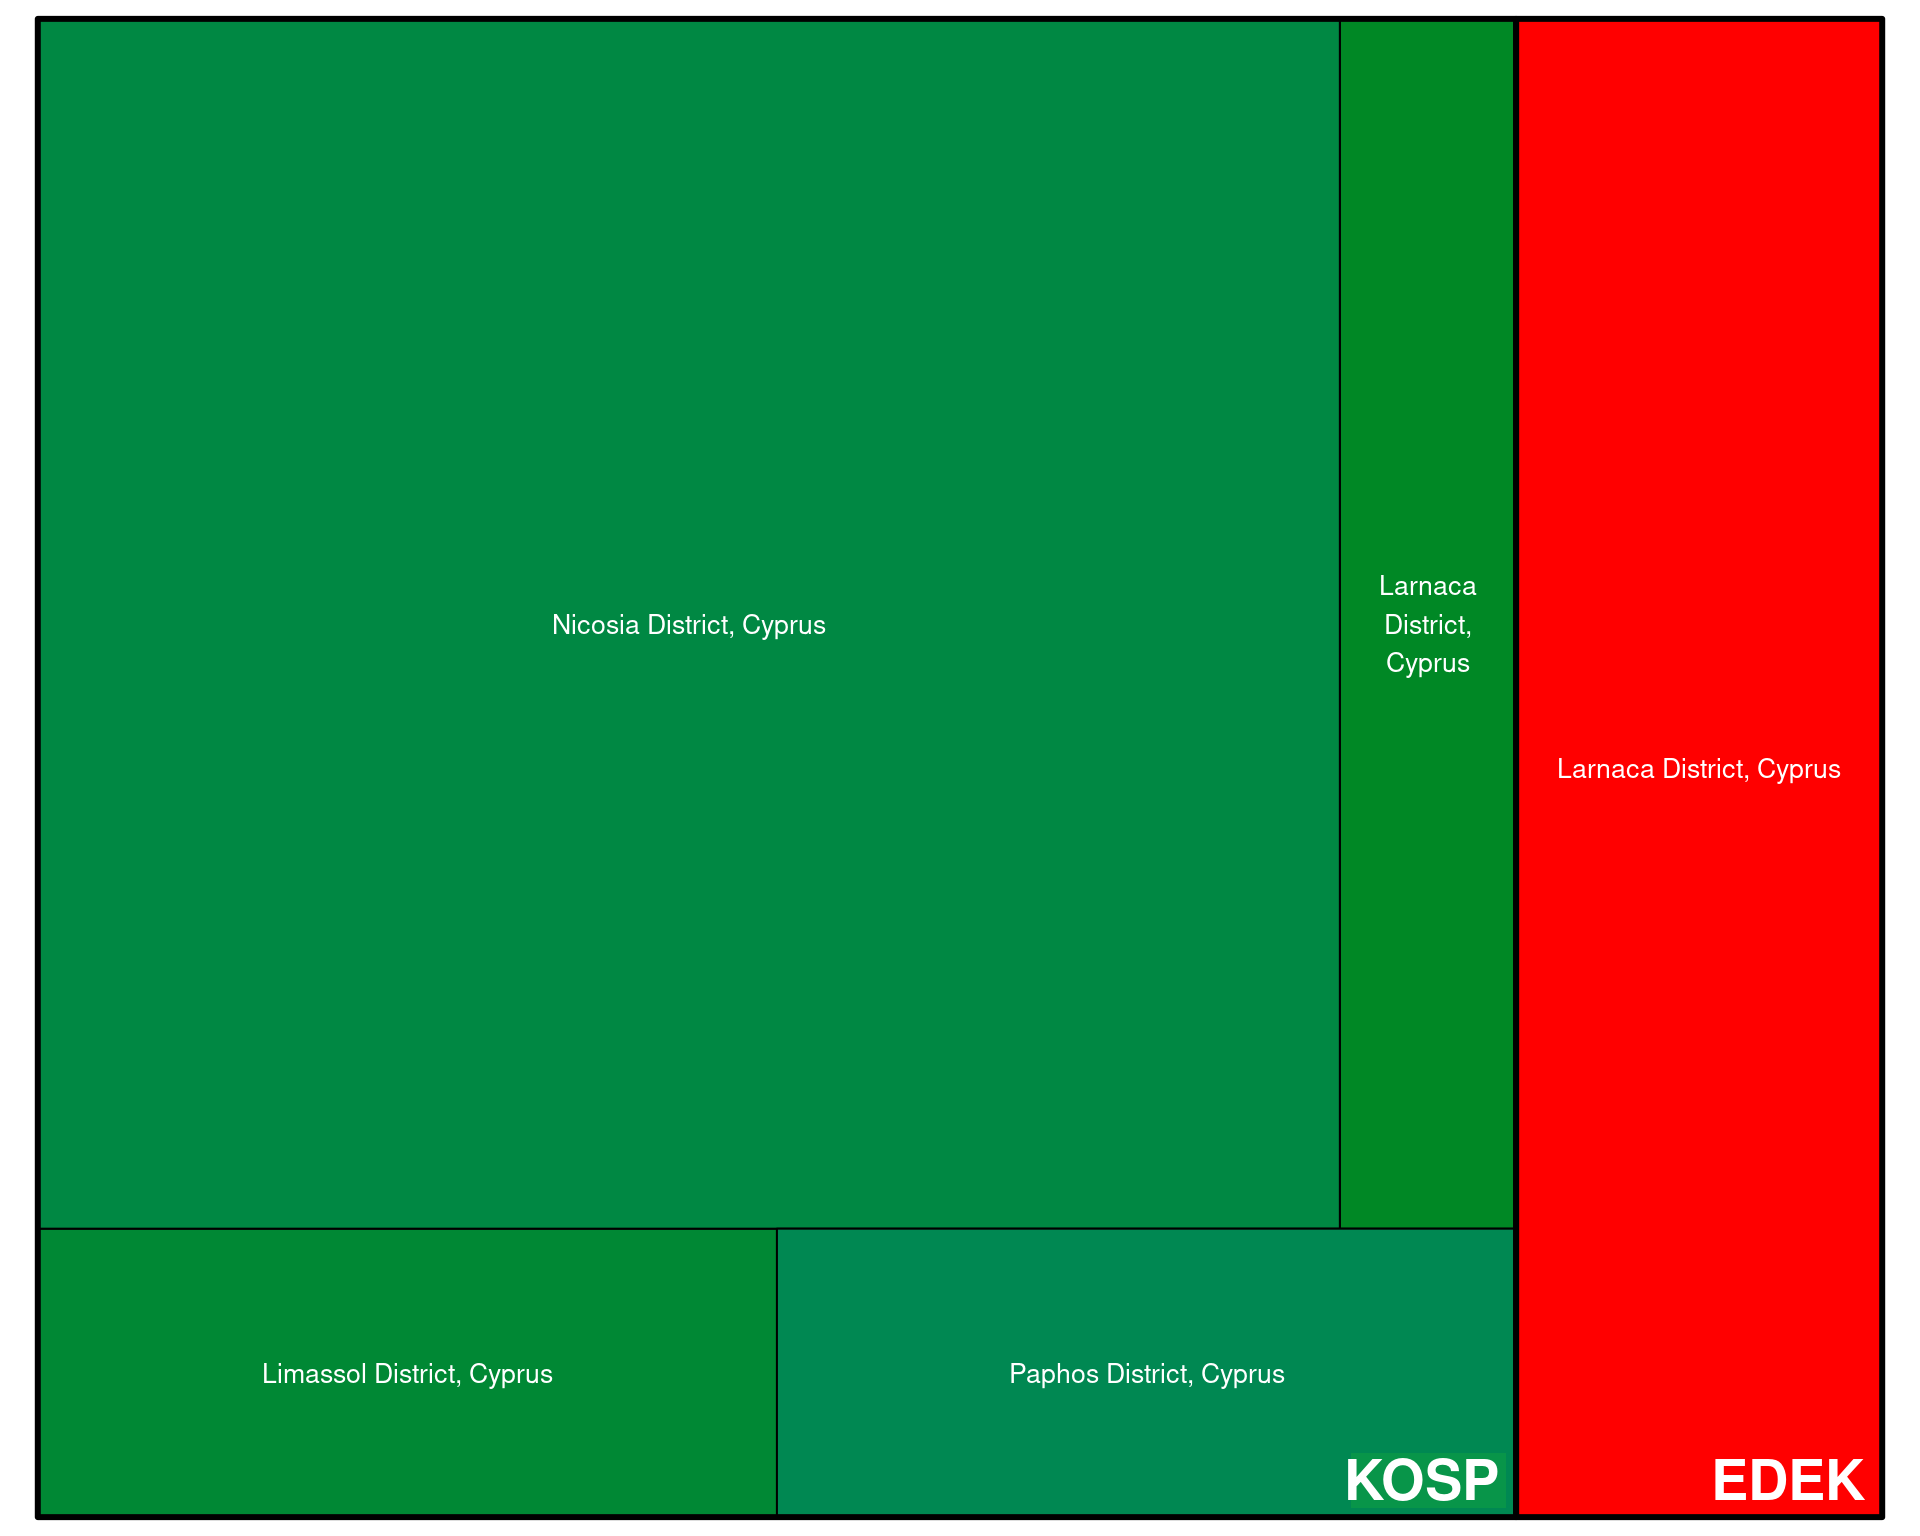 Nicosia District, Cyprus
Larnaca
District,
Cyprus
Larnaca District, Cyprus
Limassol District, Cyprus
Paphos District, Cyprus
KOSP
EDEK